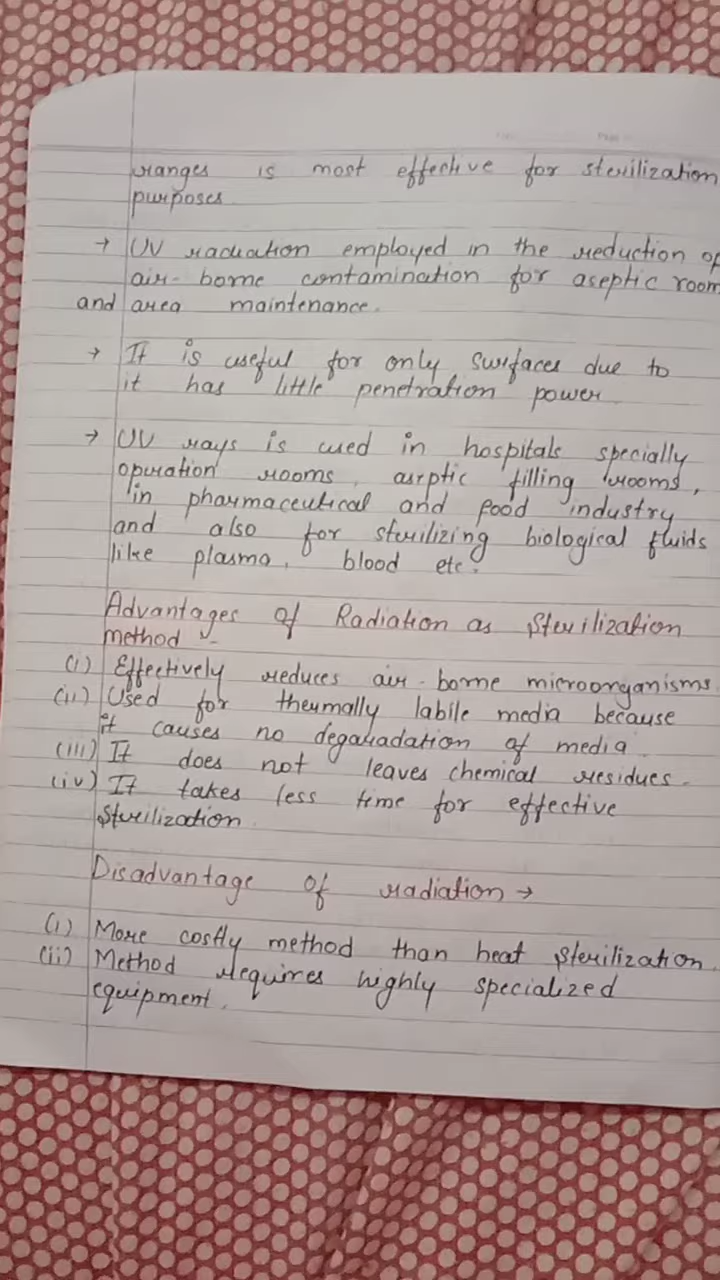 ranges is most effective for sterilization
purposes
→ UV radiation employed in the reduction of
air-borne contamination for aseptic room
and area maintenance.
→ It is useful for only surfaces due to
it has little penetration power
→ UV rays is used in hospitals specially
operation rooms, aseptic filling rooms,
in pharmaceutical and food industry
and also for sterilizing biological fluids
like plasma, blood etc.
Advantages of Radiation as Sterilization
method -
(i) Effectively reduces air-borne microorganisms
(ii) Used for thermally labile media because
it causes no degaradation of media
(iii) It does not leaves chemical residues.
(iv) It takes less time for effective
Sterilization
Disadvantage of radiation →
(i) More costly method than heat sterilization.
(ii) Method requires highly specialized
equipment.